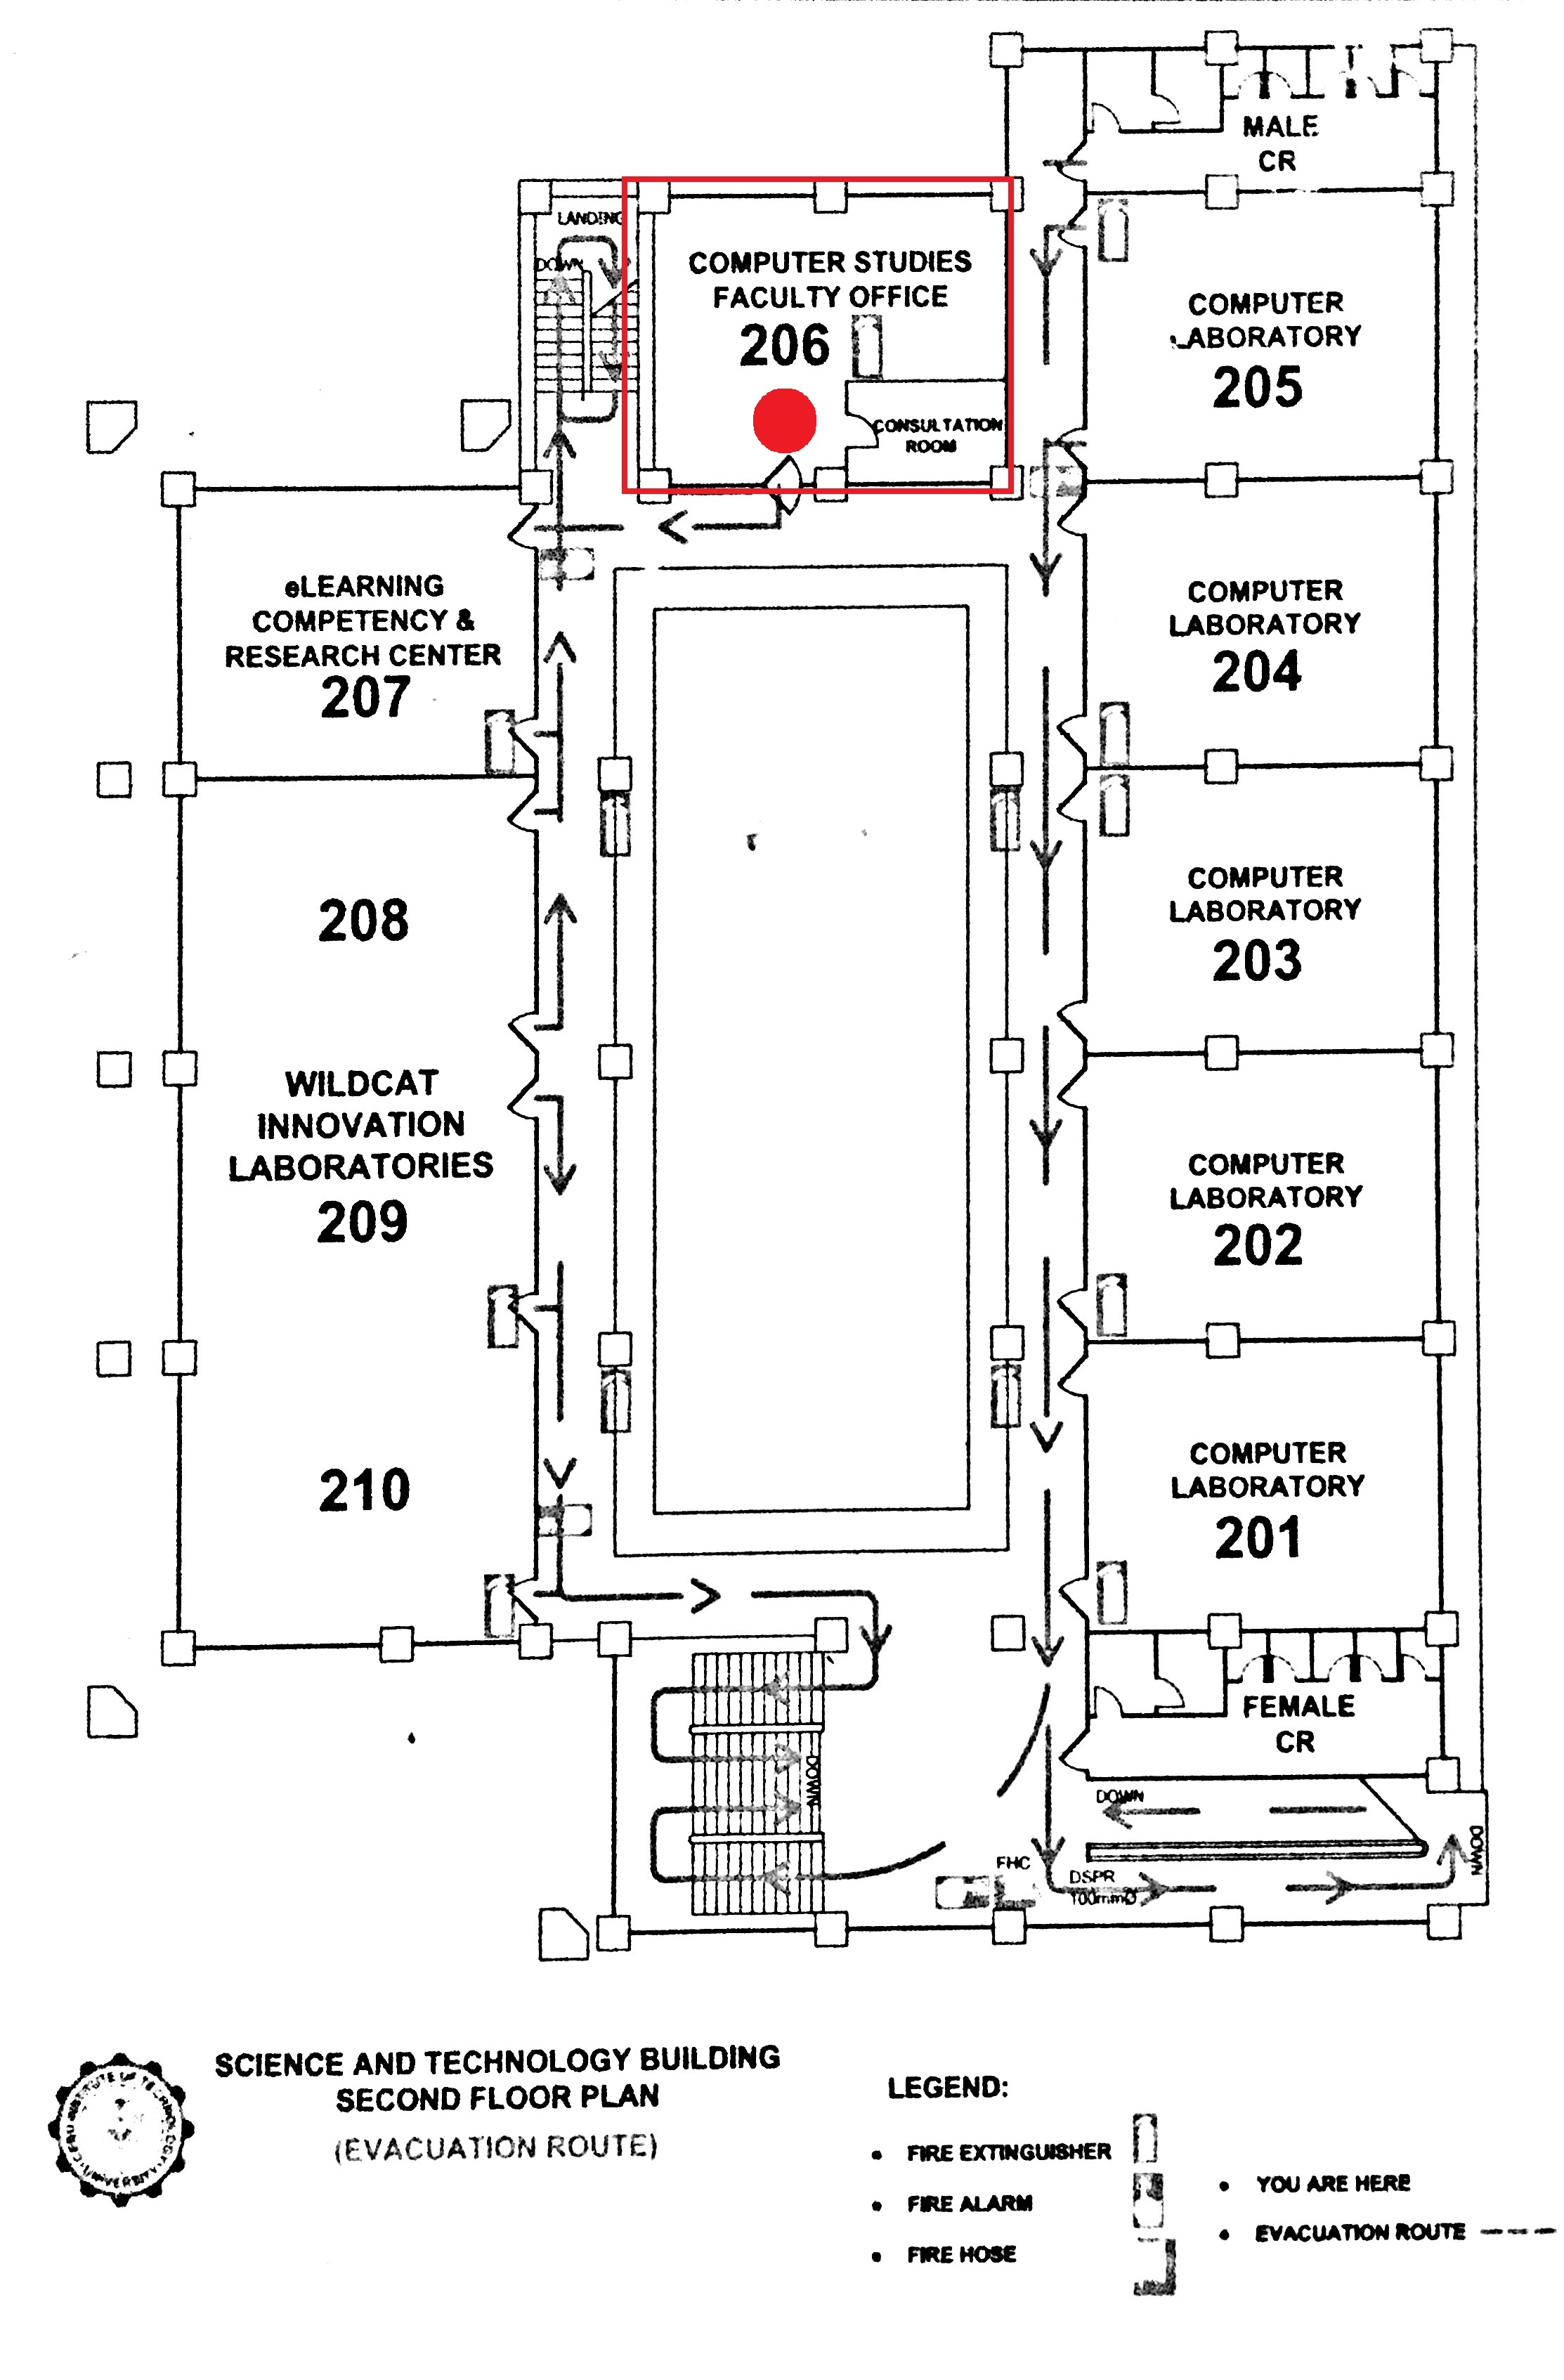 MALE
CR
LANDING
DOWN
COMPUTER STUDIES
FACULTY OFFICE
206
CONSULTATION
ROOM
COMPUTER
LABORATORY
205
eLEARNING
COMPETENCY &
RESEARCH CENTER
207
COMPUTER
LABORATORY
204
208
COMPUTER
LABORATORY
203
WILDCAT
INNOVATION
LABORATORIES
209
COMPUTER
LABORATORY
202
210
COMPUTER
LABORATORY
201
FEMALE
CR
DOWN
DOWN
DOWN
FHC
DSPR
100mmØ
SCIENCE AND TECHNOLOGY BUILDING
SECOND FLOOR PLAN
(EVACUATION ROUTE)
LEGEND:
• FIRE EXTINGUISHER
• FIRE ALARM
• FIRE HOSE
• YOU ARE HERE
• EVACUATION ROUTE